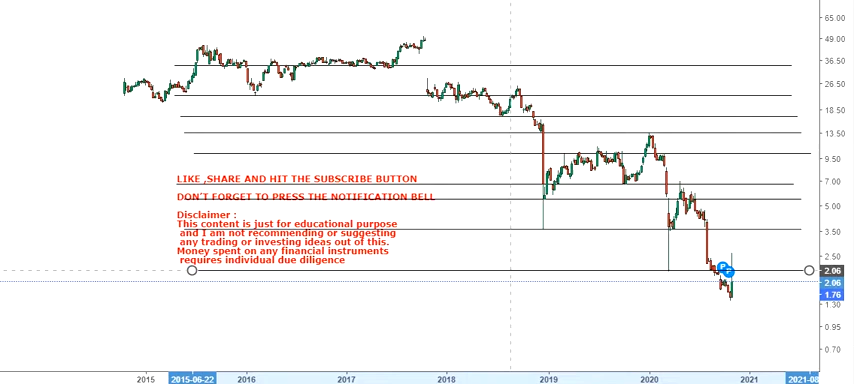 65.00
49.00
36.50
26.50
18.50
13.50
9.50
LIKE ,SHARE AND HIT THE SUBSCRIBE BUTTON
7.00
DON'T FORGET TO PRESS THE NOTIFICATION BELL
5.00
Disclaimer :
This content is just for educational purpose
and I am not recommending or suggesting
3.50
any trading or investing ideas out of this.
Money spent on any financial instruments
requires individual due diligence
2.50
P P
2.06
2.06
1.76
1.30
0.95
0.70
2015 2015-06-22 2016 2017 2018 2019 2020 2021 2021-08